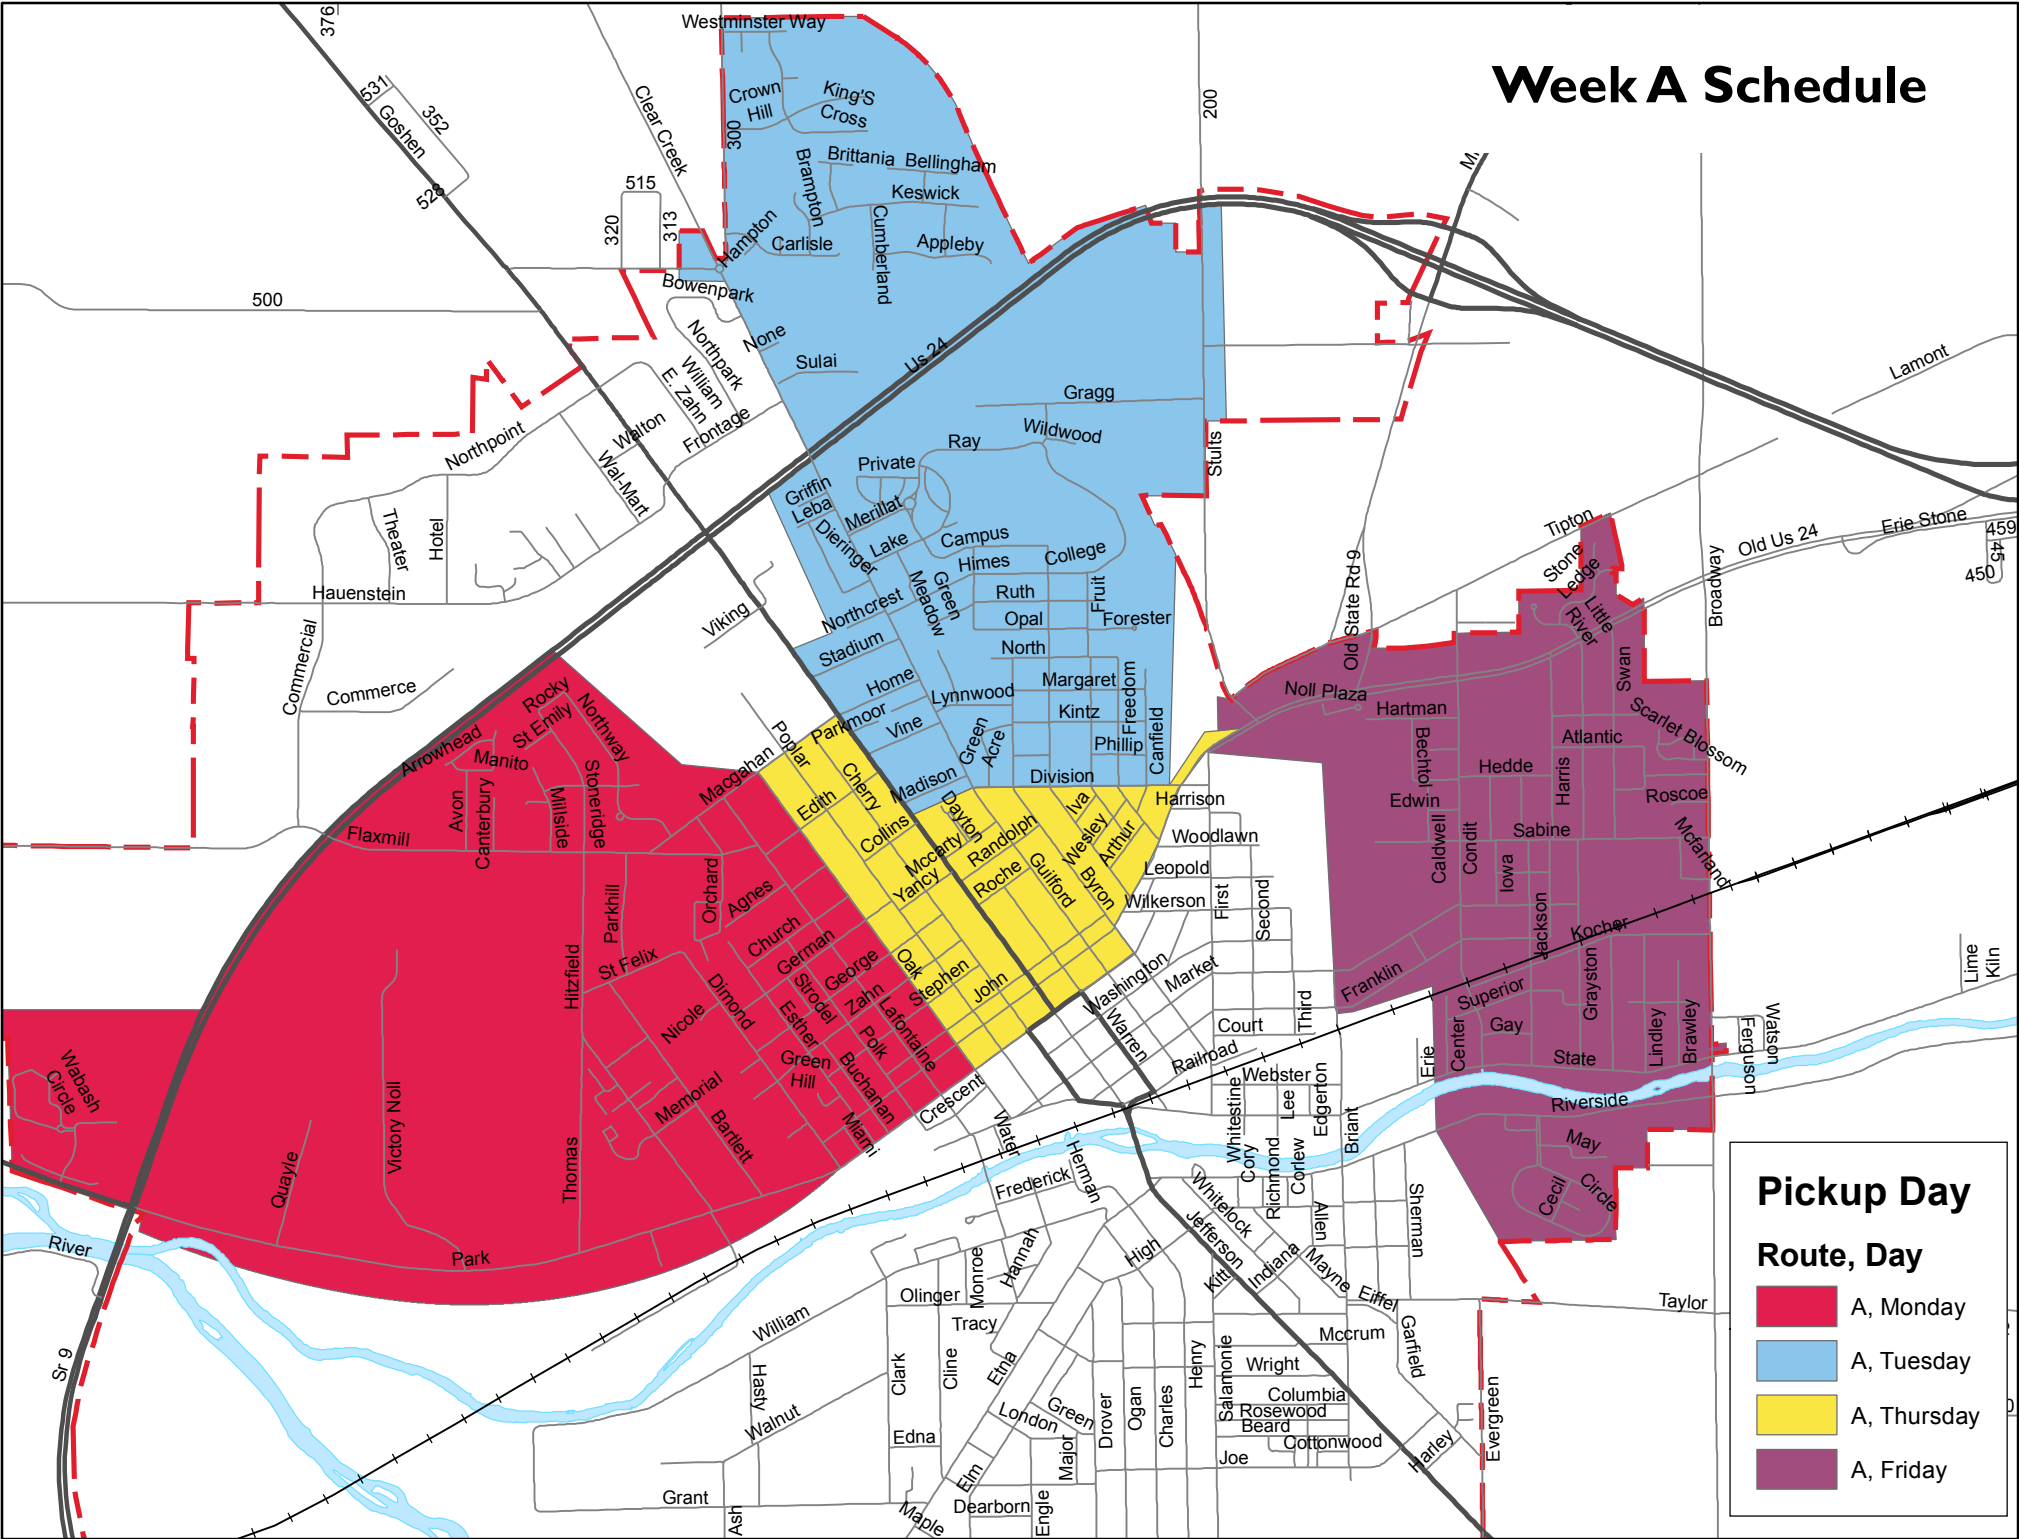 Week A Schedule
Westminster Way
376
531
352
Goshen
528
Clear Creek
300
Crown
Hill
King'S
Cross
200
Brittania
Bellingham
Brampton
Keswick
Cumberland
515
320
313
Hampton
Carlisle
Appleby
Bowenpark
500
None
Northpark
William
E. Zahn
Sulai
Us 24
Frontage
Walton
Wal-Mart
Northpoint
Lamont
Gragg
Wildwood
Ray
Private
Stults
Griffin
Leba
Merillat
Dieringer
Lake
Campus
Himes
College
Theater
Hotel
Hauenstein
Tipton
Stone
Ledge
Old Us 24
Erie Stone
459
45
450
Broadway
Old State Rd 9
Little
River
Viking
Northcrest
Meadow
Green
Ruth
Opal
Fruit
Forester
Stadium
North
Commercial
Commerce
Home
Lynnwood
Margaret
Freedom
Kintz
Canfield
Noll Plaza
Hartman
Swan
Scarlet Blossom
Rocky
St Emily
Northway
Arrowhead
Manito
Parkmoor
Vine
Green
Acre
Phillip
Bechtol
Atlantic
Poplar
Macgahan
Cherry
Madison
Division
Hedde
Harris
Avon
Canterbury
Millside
Stoneridge
Edith
Collins
Dayton
Iva
Harrison
Edwin
Roscoe
Flaxmill
Mccarty
Randolph
Wesley
Arthur
Woodlawn
Caldwell
Condit
Sabine
Mcfarland
Yancy
Roche
Guilford
Byron
Leopold
Iowa
Orchard
Agnes
Parkhill
Wilkerson
First
Second
Jackson
Kocher
Church
German
George
Oak
Stephen
Hitzfield
St Felix
Dimond
Strodel
Zahn
John
Washington
Market
Franklin
Superior
Grayston
Lime
Kiln
Nicole
Esther
Lafontaine
Polk
Warren
Court
Third
Center
Gay
Lindley
Brawley
Ferguson
Watson
Erie
State
Railroad
Wabash
Circle
Green
Hill
Buchanan
Memorial
Crescent
Webster
Whitestine
Lee
Edgerton
Riverside
Victory Noll
Bartlett
Miami
Water
Briant
May
Quayle
Thomas
Herman
Frederick
Cory
Richmond
Corlew
Whitelock
Allen
Sherman
Cecil
Circle
Pickup Day
Route, Day
A, Monday
A, Tuesday
A, Thursday
A, Friday
River
Park
Hannah
High
Jefferson
Kitt
Indiana
Mayne
Eiffel
Monroe
Olinger
Tracy
William
Taylor
Mccrum
Garfield
Sr 9
Hasty
Clark
Cline
Etna
Henry
Salamonie
Wright
Columbia
Rosewood
Beard
Cottonwood
Walnut
London
Green
Drover
Ogan
Charles
Edna
Major
Joe
Harley
Evergreen
Elm
Grant
Ash
Maple
Dearborn
Engle